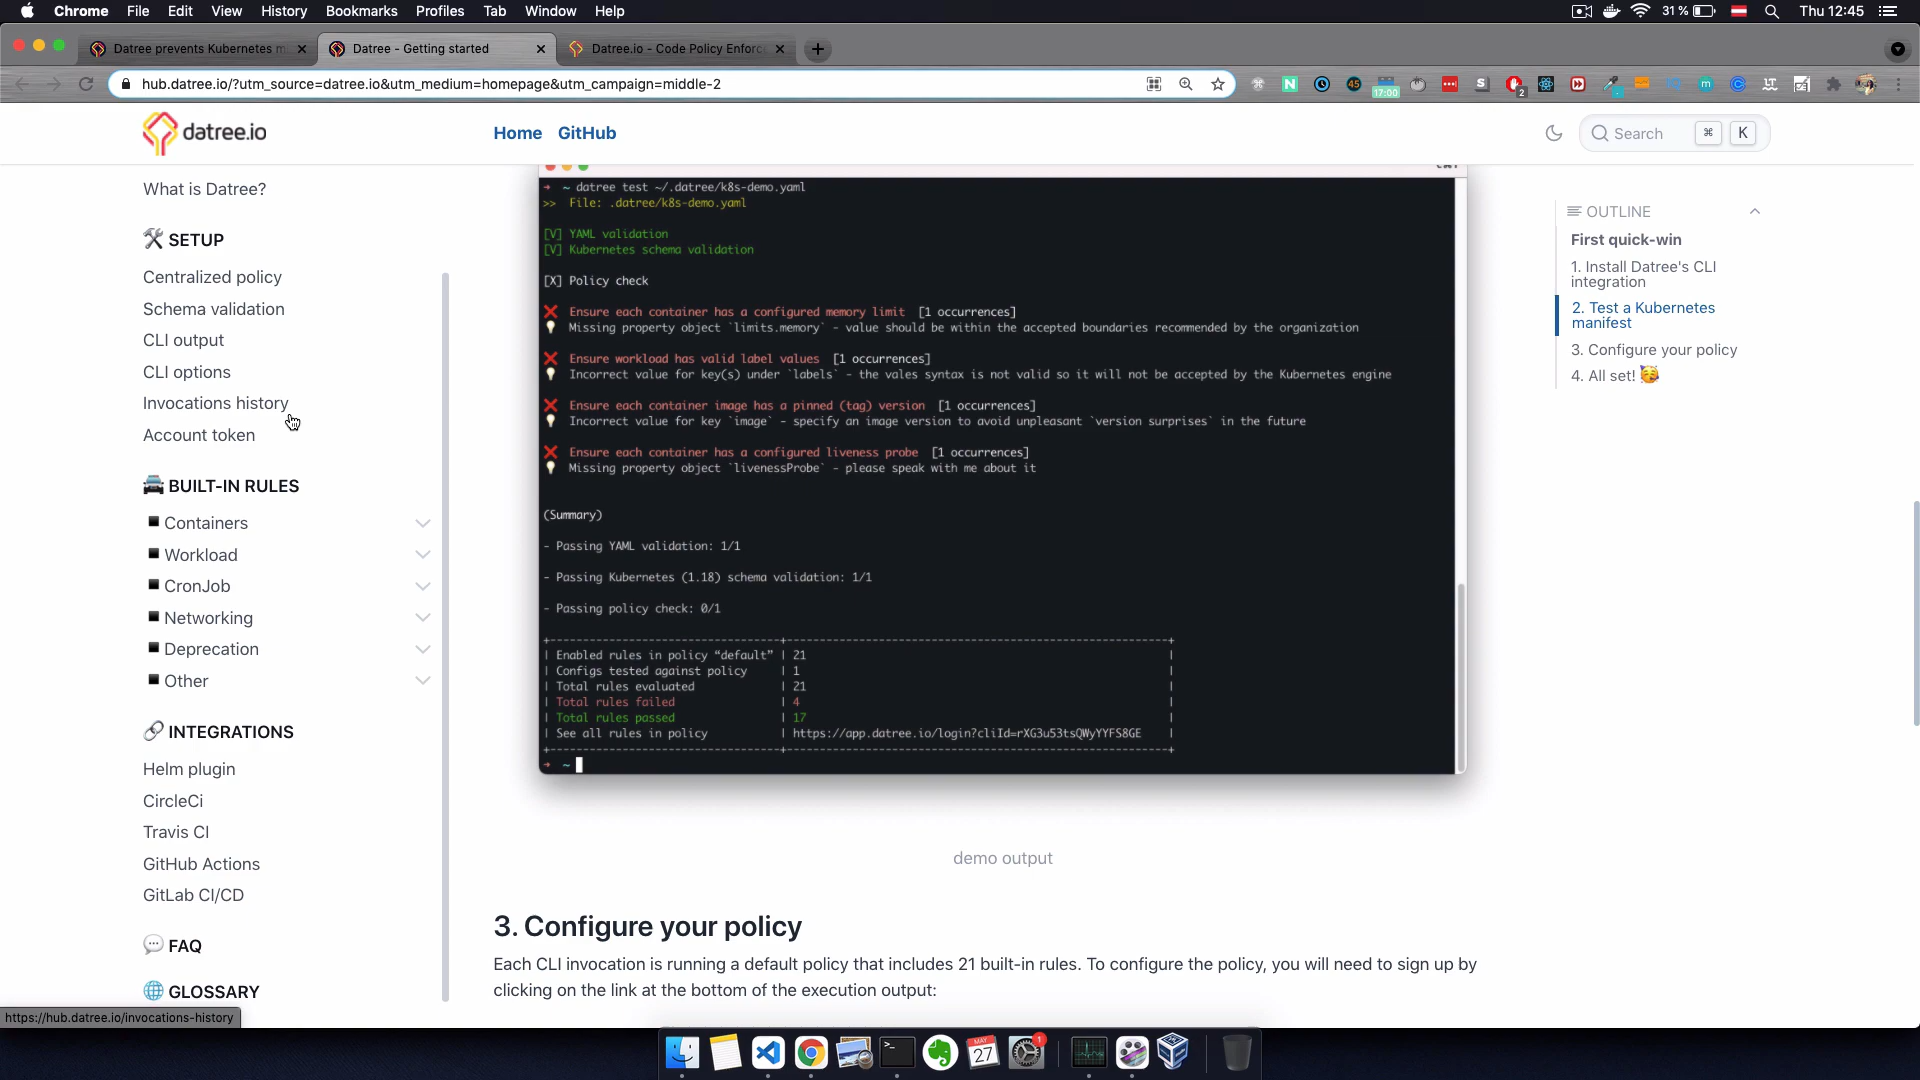 Chrome File Edit View History Bookmarks Profiles Tab Window Help
31 % Thu 12:45
Datree prevents Kubernetes m
Datree - Getting started
Datree.io - Code Policy Enforc
hub.datree.io/?utm_source=datree.io&utm_medium=homepage&utm_campaign=middle-2
17:00
datree.io
Home GitHub
Search ⌘ K
What is Datree?
SETUP
Centralized policy
Schema validation
CLI output
CLI options
Invocations history
Account token
BUILT-IN RULES
Containers
Workload
CronJob
Networking
Deprecation
Other
INTEGRATIONS
Helm plugin
CircleCi
Travis CI
GitHub Actions
GitLab CI/CD
FAQ
GLOSSARY
https://hub.datree.io/invocations-history
~ datree test ~/.datree/k8s-demo.yaml
>> File: .datree/k8s-demo.yaml
[V] YAML validation
[V] Kubernetes schema validation
[X] Policy check
❌ Ensure each container has a configured memory limit [1 occurrences]
💡 Missing property object `limits.memory` - value should be within the accepted boundaries recommended by the organization
❌ Ensure workload has valid label values [1 occurrences]
💡 Incorrect value for key(s) under `labels` - the vales syntax is not valid so it will not be accepted by the Kubernetes engine
❌ Ensure each container image has a pinned (tag) version [1 occurrences]
💡 Incorrect value for key `image` - specify an image version to avoid unpleasant `version surprises` in the future
❌ Ensure each container has a configured liveness probe [1 occurrences]
💡 Missing property object `livenessProbe` - please speak with me about it
(Summary)
- Passing YAML validation: 1/1
- Passing Kubernetes (1.18) schema validation: 1/1
- Passing policy check: 0/1
| Enabled rules in policy “default” | 21 |
| Configs tested against policy | 1 |
| Total rules evaluated | 21 |
| Total rules failed | 4 |
| Total rules passed | 17 |
| See all rules in policy | https://app.datree.io/login?cliId=rXG3u53tsQWyYYFS8GE |
~
demo output
3. Configure your policy
Each CLI invocation is running a default policy that includes 21 built-in rules. To configure the policy, you will need to sign up by
clicking on the link at the bottom of the execution output:
OUTLINE
First quick-win
1. Install Datree's CLI
integration
2. Test a Kubernetes
manifest
3. Configure your policy
4. All set! 🥳
MAY
27
1